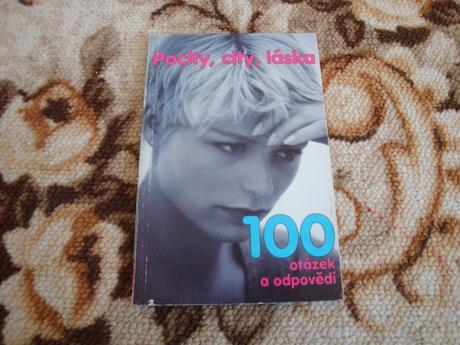 Pocity, city, láska
100
otázek
a odpovědí